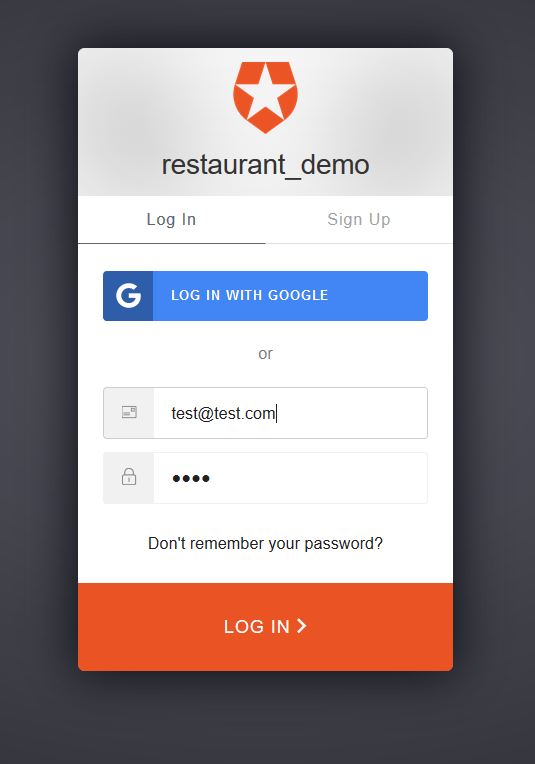 restaurant_demo
Log In Sign Up
LOG IN WITH GOOGLE
or
test@test.com
••••
Don't remember your password?
LOG IN